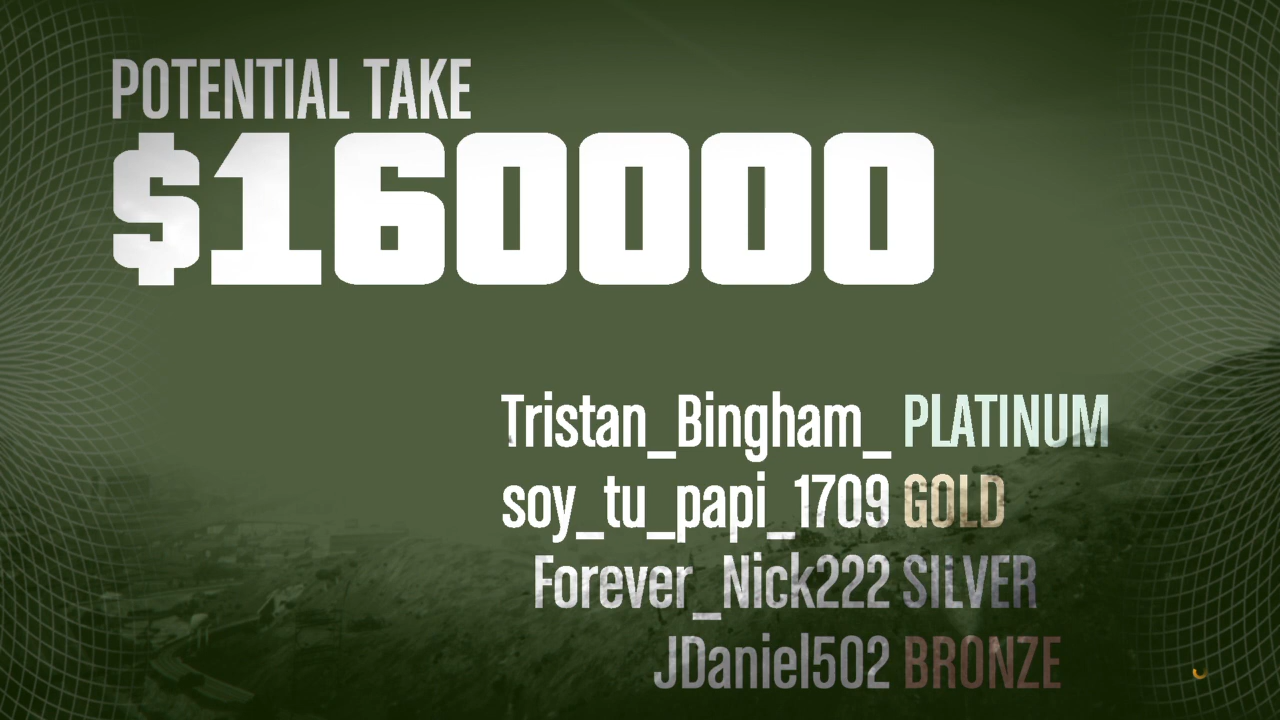 POTENTIAL TAKE
$160000
Tristan_Bingham_ PLATINUM
soy_tu_papi_1709 GOLD
Forever_Nick222 SILVER
JDaniel502 BRONZE